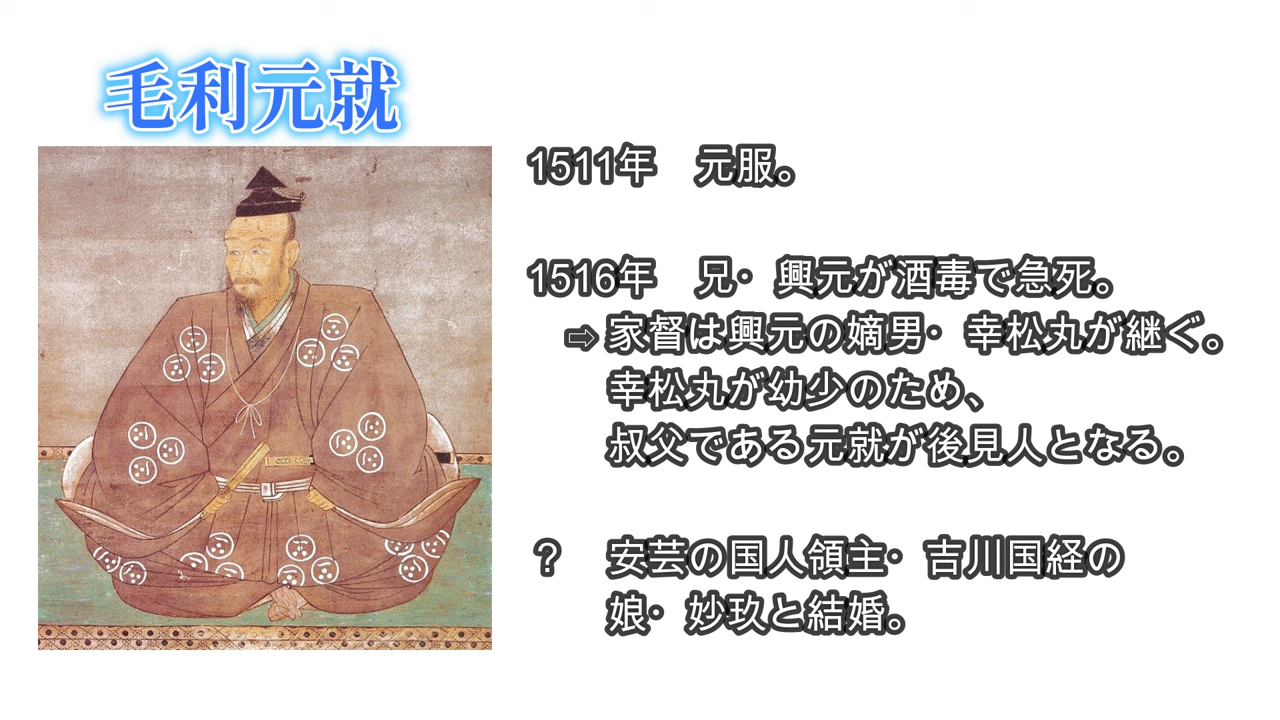 毛利元就
1511年　元服。
1516年　兄・興元が酒毒で急死。
⇨家督は興元の嫡男・幸松丸が継ぐ。
幸松丸が幼少のため、
叔父である元就が後見人となる。
？　安芸の国人領主・吉川国経の
娘・妙玖と結婚。